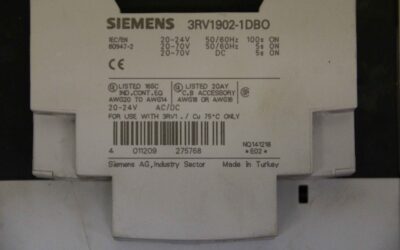 SIEMENS 3RV1902-1DB0
IEC/EN 20-24V 50/60Hz 100% ON
60947-2 20-70V 50/60Hz 5s ON
20-70V DC 5s ON
LISTED 165C LISTED 20AY
IND.CONT.EQ C.B ACCESSORY
AWG20 TO AWG14 AWG18 OR AWG16
20-24V AC/DC
FOR USE WITH 3RV1../ Cu 75°C ONLY
4 011209 275768
NQ141216
*E02*
Siemens AG,Industry Sector Made in Turkey